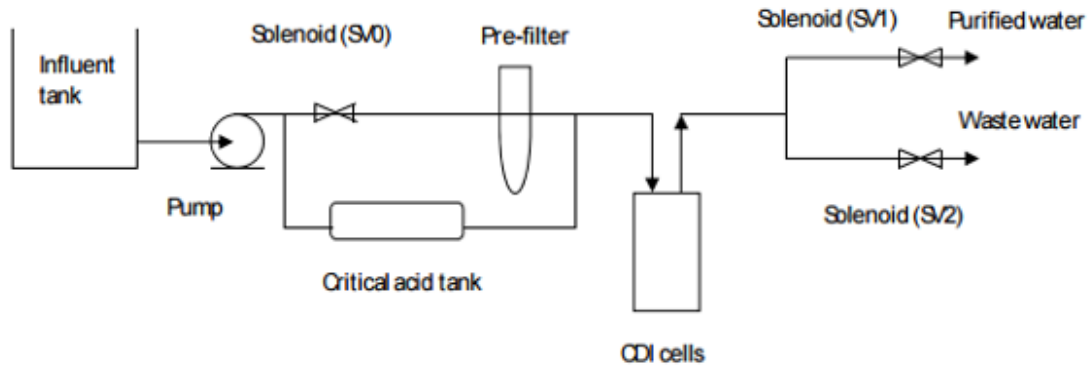 Influent
tank
Pump
Solenoid (SV0)
Pre-filter
Critical acid tank
CDI cells
Solenoid (SV1)
Purified water
Waste water
Solenoid (SV2)